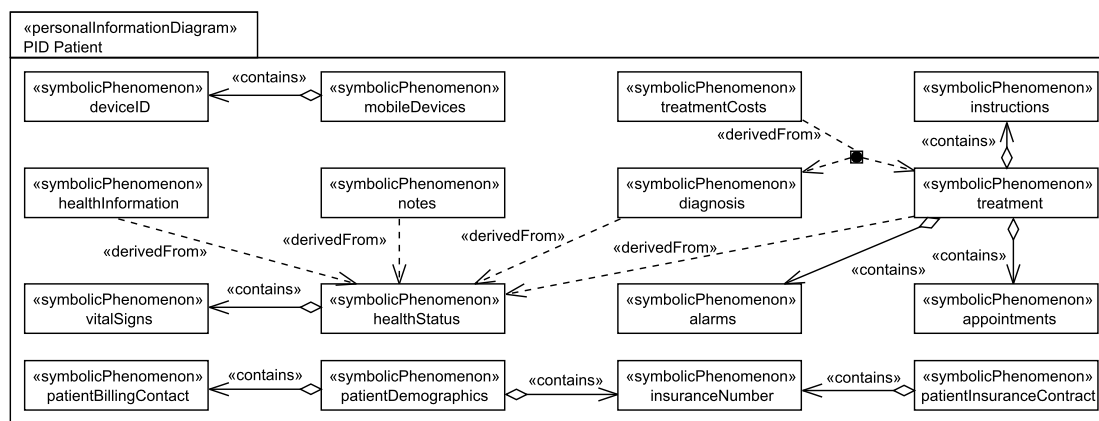 «personalInformationDiagram»
PID Patient
«symbolicPhenomenon»
deviceID
«contains»
«symbolicPhenomenon»
mobileDevices
«symbolicPhenomenon»
treatmentCosts
«symbolicPhenomenon»
instructions
«derivedFrom»
«contains»
«symbolicPhenomenon»
healthInformation
«symbolicPhenomenon»
notes
«symbolicPhenomenon»
diagnosis
«symbolicPhenomenon»
treatment
«derivedFrom»
«derivedFrom»
«derivedFrom»
«derivedFrom»
«contains»
«contains»
«symbolicPhenomenon»
vitalSigns
«contains»
«symbolicPhenomenon»
healthStatus
«symbolicPhenomenon»
alarms
«symbolicPhenomenon»
appointments
«symbolicPhenomenon»
patientBillingContact
«contains»
«symbolicPhenomenon»
patientDemographics
«contains»
«symbolicPhenomenon»
insuranceNumber
«contains»
«symbolicPhenomenon»
patientInsuranceContract